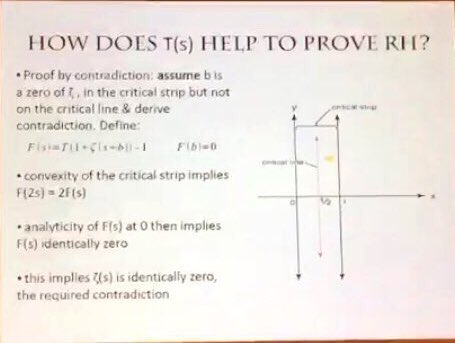 HOW DOES T(s) HELP TO PROVE RH?
• Proof by contradiction: assume b is
a zero of ζ, in the critical strip but not
on the critical line & derive
contradiction. Define:
F(s)=T(1+ζ(s+b))-1 F(b)=0
• convexity of the critical strip implies
F(2s) = 2F(s)
• analyticity of F(s) at 0 then implies
F(s) identically zero
• this implies ζ(s) is identically zero,
the required contradiction
y
critical strip
critical line
0 1/2 1 x